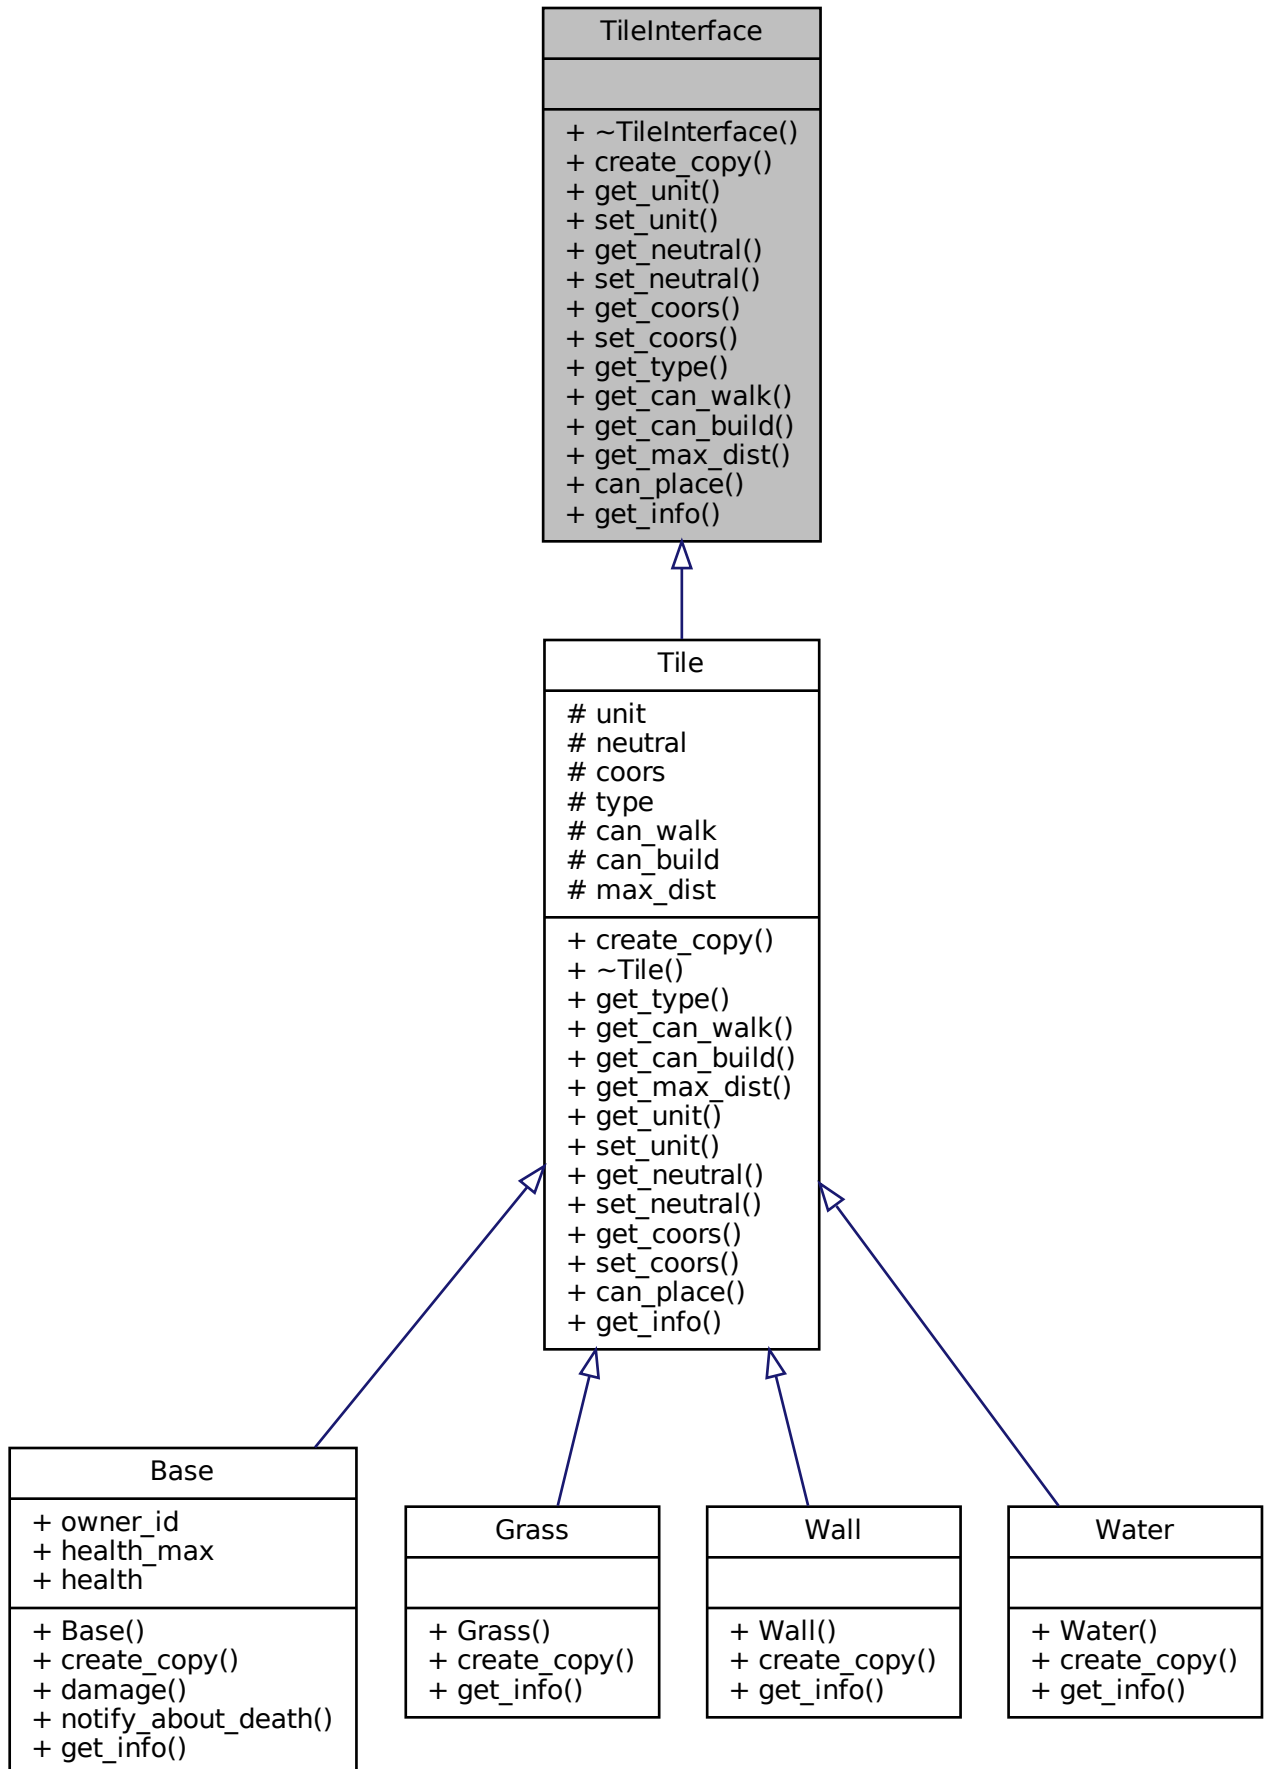 TileInterface
+ ~TileInterface()
+ create_copy()
+ get_unit()
+ set_unit()
+ get_neutral()
+ set_neutral()
+ get_coors()
+ set_coors()
+ get_type()
+ get_can_walk()
+ get_can_build()
+ get_max_dist()
+ can_place()
+ get_info()
Tile
# unit
# neutral
# coors
# type
# can_walk
# can_build
# max_dist
+ create_copy()
+ ~Tile()
+ get_type()
+ get_can_walk()
+ get_can_build()
+ get_max_dist()
+ get_unit()
+ set_unit()
+ get_neutral()
+ set_neutral()
+ get_coors()
+ set_coors()
+ can_place()
+ get_info()
Base
+ owner_id
+ health_max
+ health
+ Base()
+ create_copy()
+ damage()
+ notify_about_death()
+ get_info()
Grass
+ Grass()
+ create_copy()
+ get_info()
Wall
+ Wall()
+ create_copy()
+ get_info()
Water
+ Water()
+ create_copy()
+ get_info()